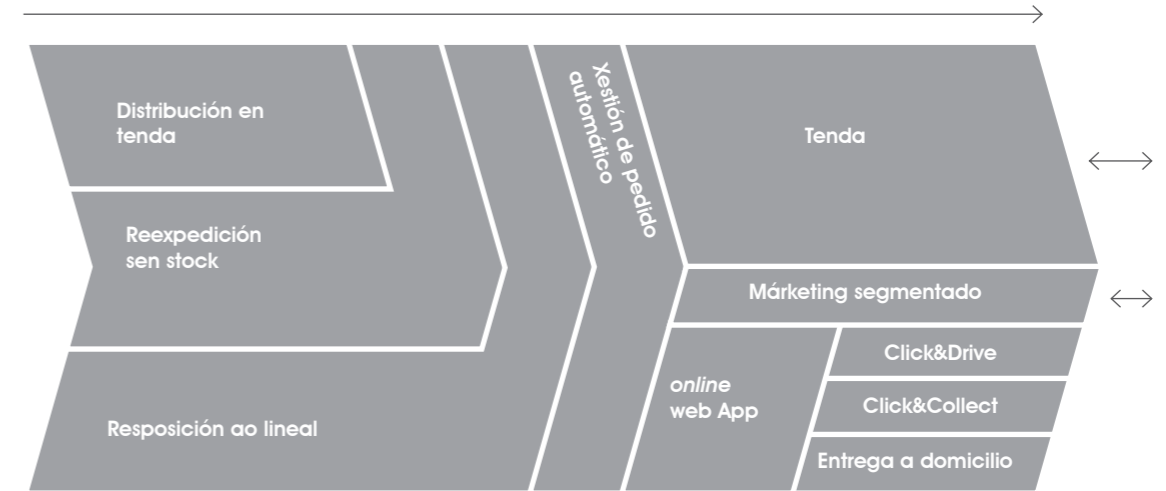 Distribución en
tenda
Reexpedición
sen stock
Resposición ao lineal
Xestión de pedido
automático
Tenda
Márketing segmentado
online
web App
Click&Drive
Click&Collect
Entrega a domicilio